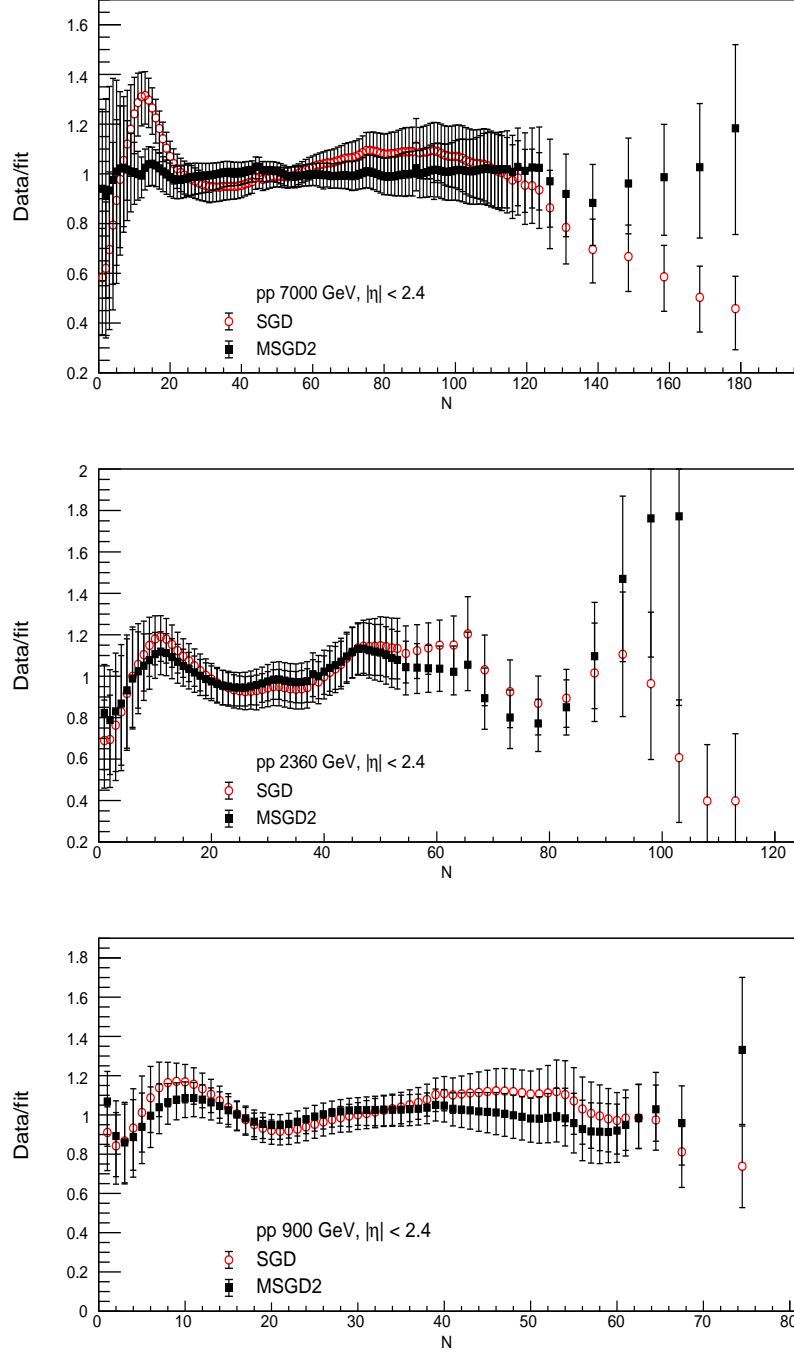 1.6
1.4
1.2
1
0.8
0.6
0.4
0.2
Data/fit
pp 7000 GeV, |η| < 2.4
SGD
MSGD2
0 20 40 60 80 100 120 140 160 180
N
2
1.8
1.6
1.4
1.2
1
0.8
0.6
0.4
0.2
Data/fit
pp 2360 GeV, |η| < 2.4
SGD
MSGD2
0 20 40 60 80 100 120
N
1.8
1.6
1.4
1.2
1
0.8
0.6
0.4
0.2
0
Data/fit
pp 900 GeV, |η| < 2.4
SGD
MSGD2
0 10 20 30 40 50 60 70 80
N